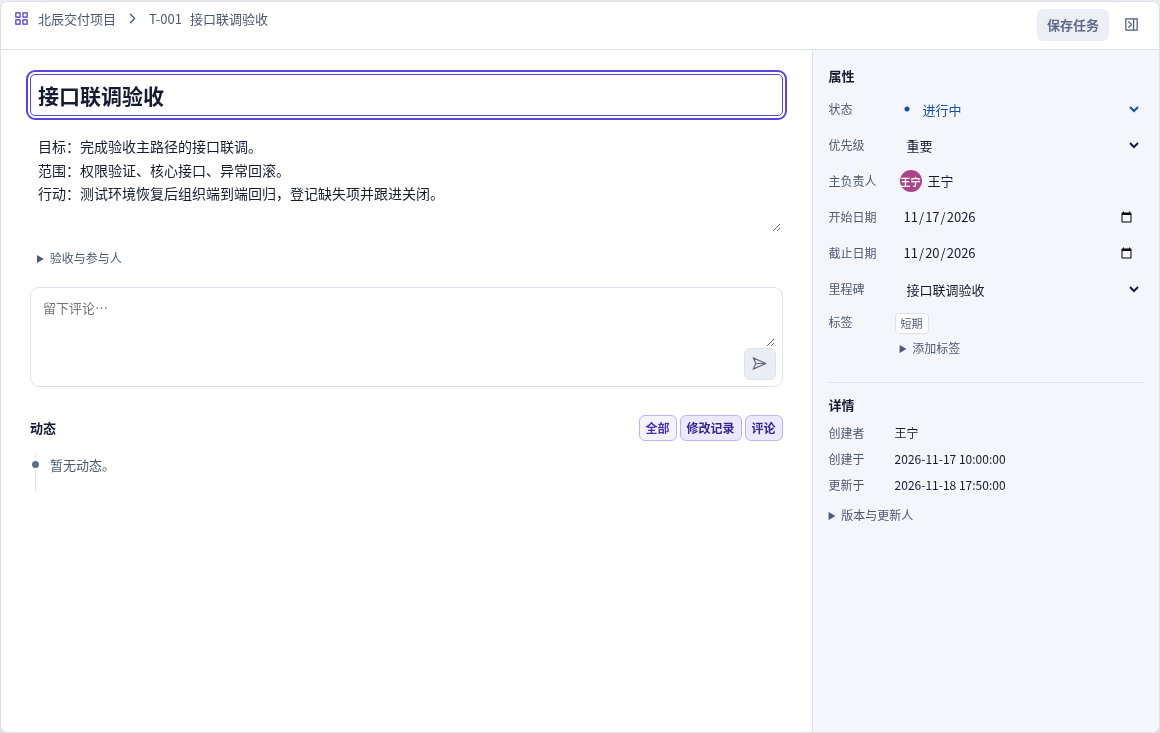 北辰交付项目 > T-001 接口联调验收
保存任务
接口联调验收
目标：完成验收主路径的接口联调。
范围：权限验证、核心接口、异常回滚。
行动：测试环境恢复后组织端到端回归，登记缺失项并跟进关闭。
验收与参与人
留下评论…
动态
全部 修改记录 评论
暂无动态。
属性
状态 进行中
优先级 重要
主负责人 王宁 王宁
开始日期 11/17/2026
截止日期 11/20/2026
里程碑 接口联调验收
标签 短期
添加标签
详情
创建者 王宁
创建于 2026-11-17 10:00:00
更新于 2026-11-18 17:50:00
版本与更新人